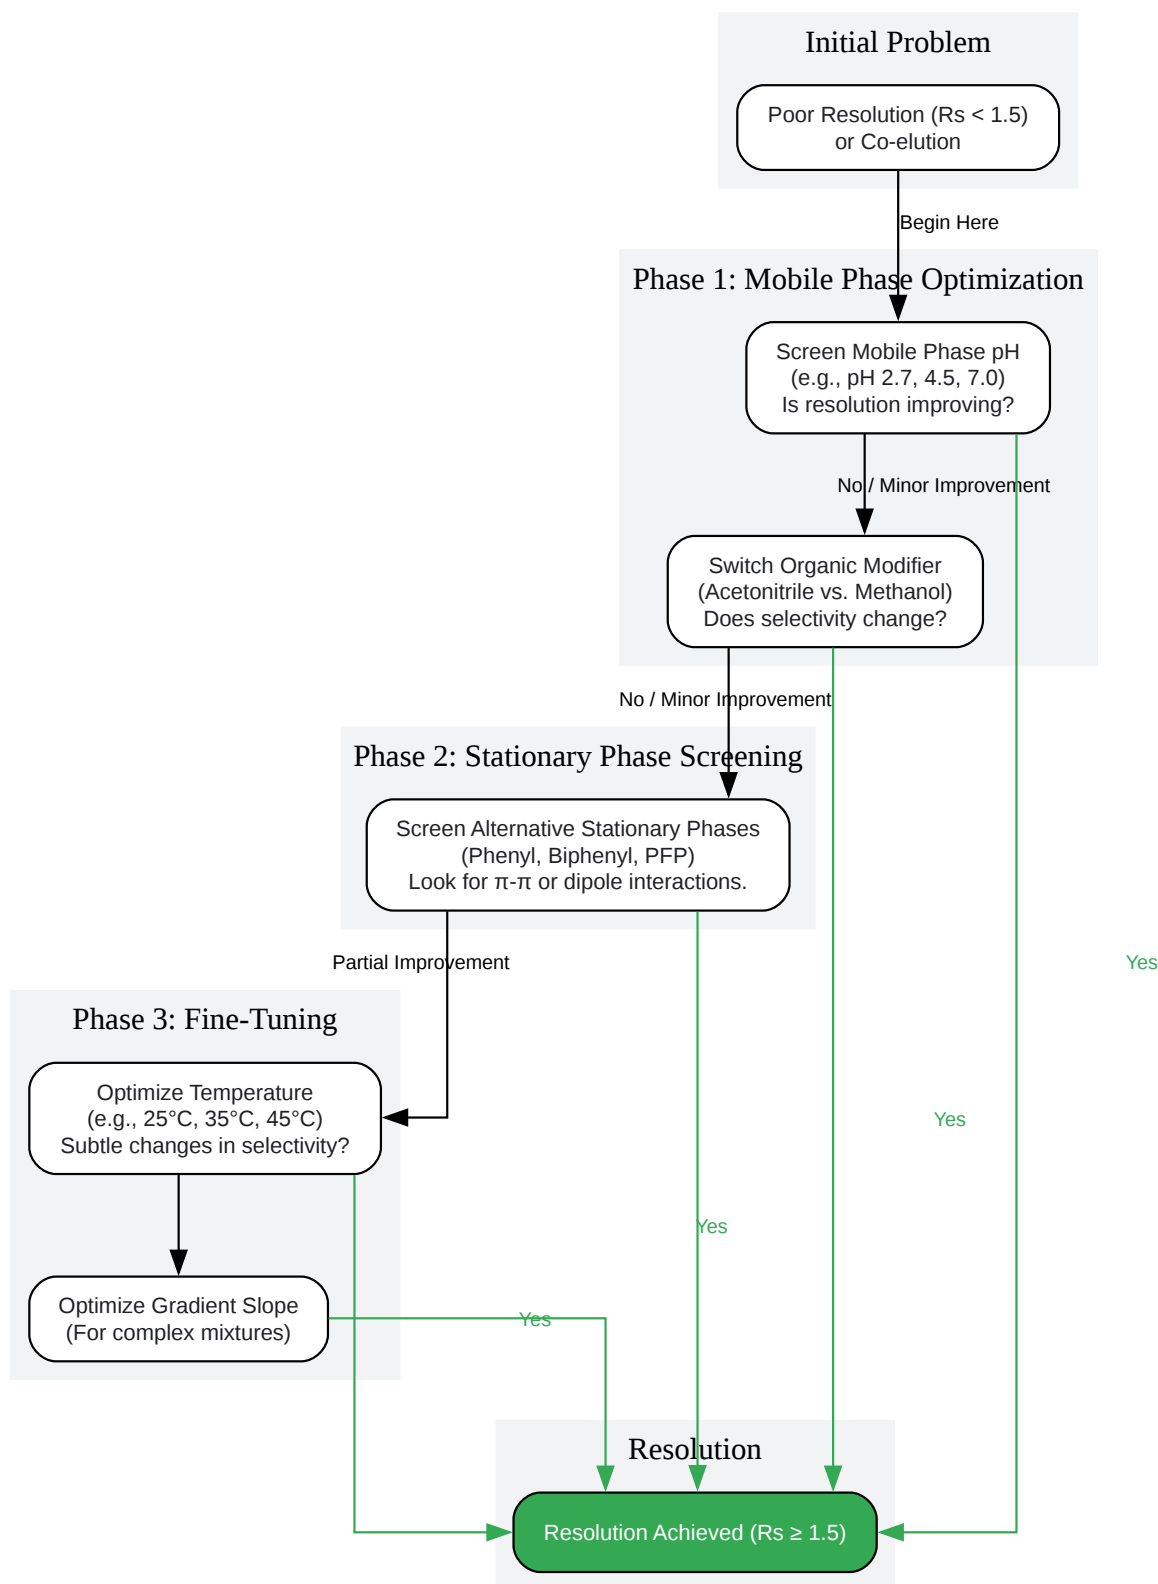 Initial Problem
Poor Resolution (Rs < 1.5)
or Co-elution
Begin Here
Phase 1: Mobile Phase Optimization
Screen Mobile Phase pH
(e.g., pH 2.7, 4.5, 7.0)
Is resolution improving?
No / Minor Improvement
Switch Organic Modifier
(Acetonitrile vs. Methanol)
Does selectivity change?
No / Minor Improvement
Phase 2: Stationary Phase Screening
Screen Alternative Stationary Phases
(Phenyl, Biphenyl, PFP)
Look for π-π or dipole interactions.
Partial Improvement
Yes
Phase 3: Fine-Tuning
Optimize Temperature
(e.g., 25°C, 35°C, 45°C)
Subtle changes in selectivity?
Yes
Yes
Optimize Gradient Slope
(For complex mixtures)
Yes
Resolution
Resolution Achieved (Rs ≥ 1.5)